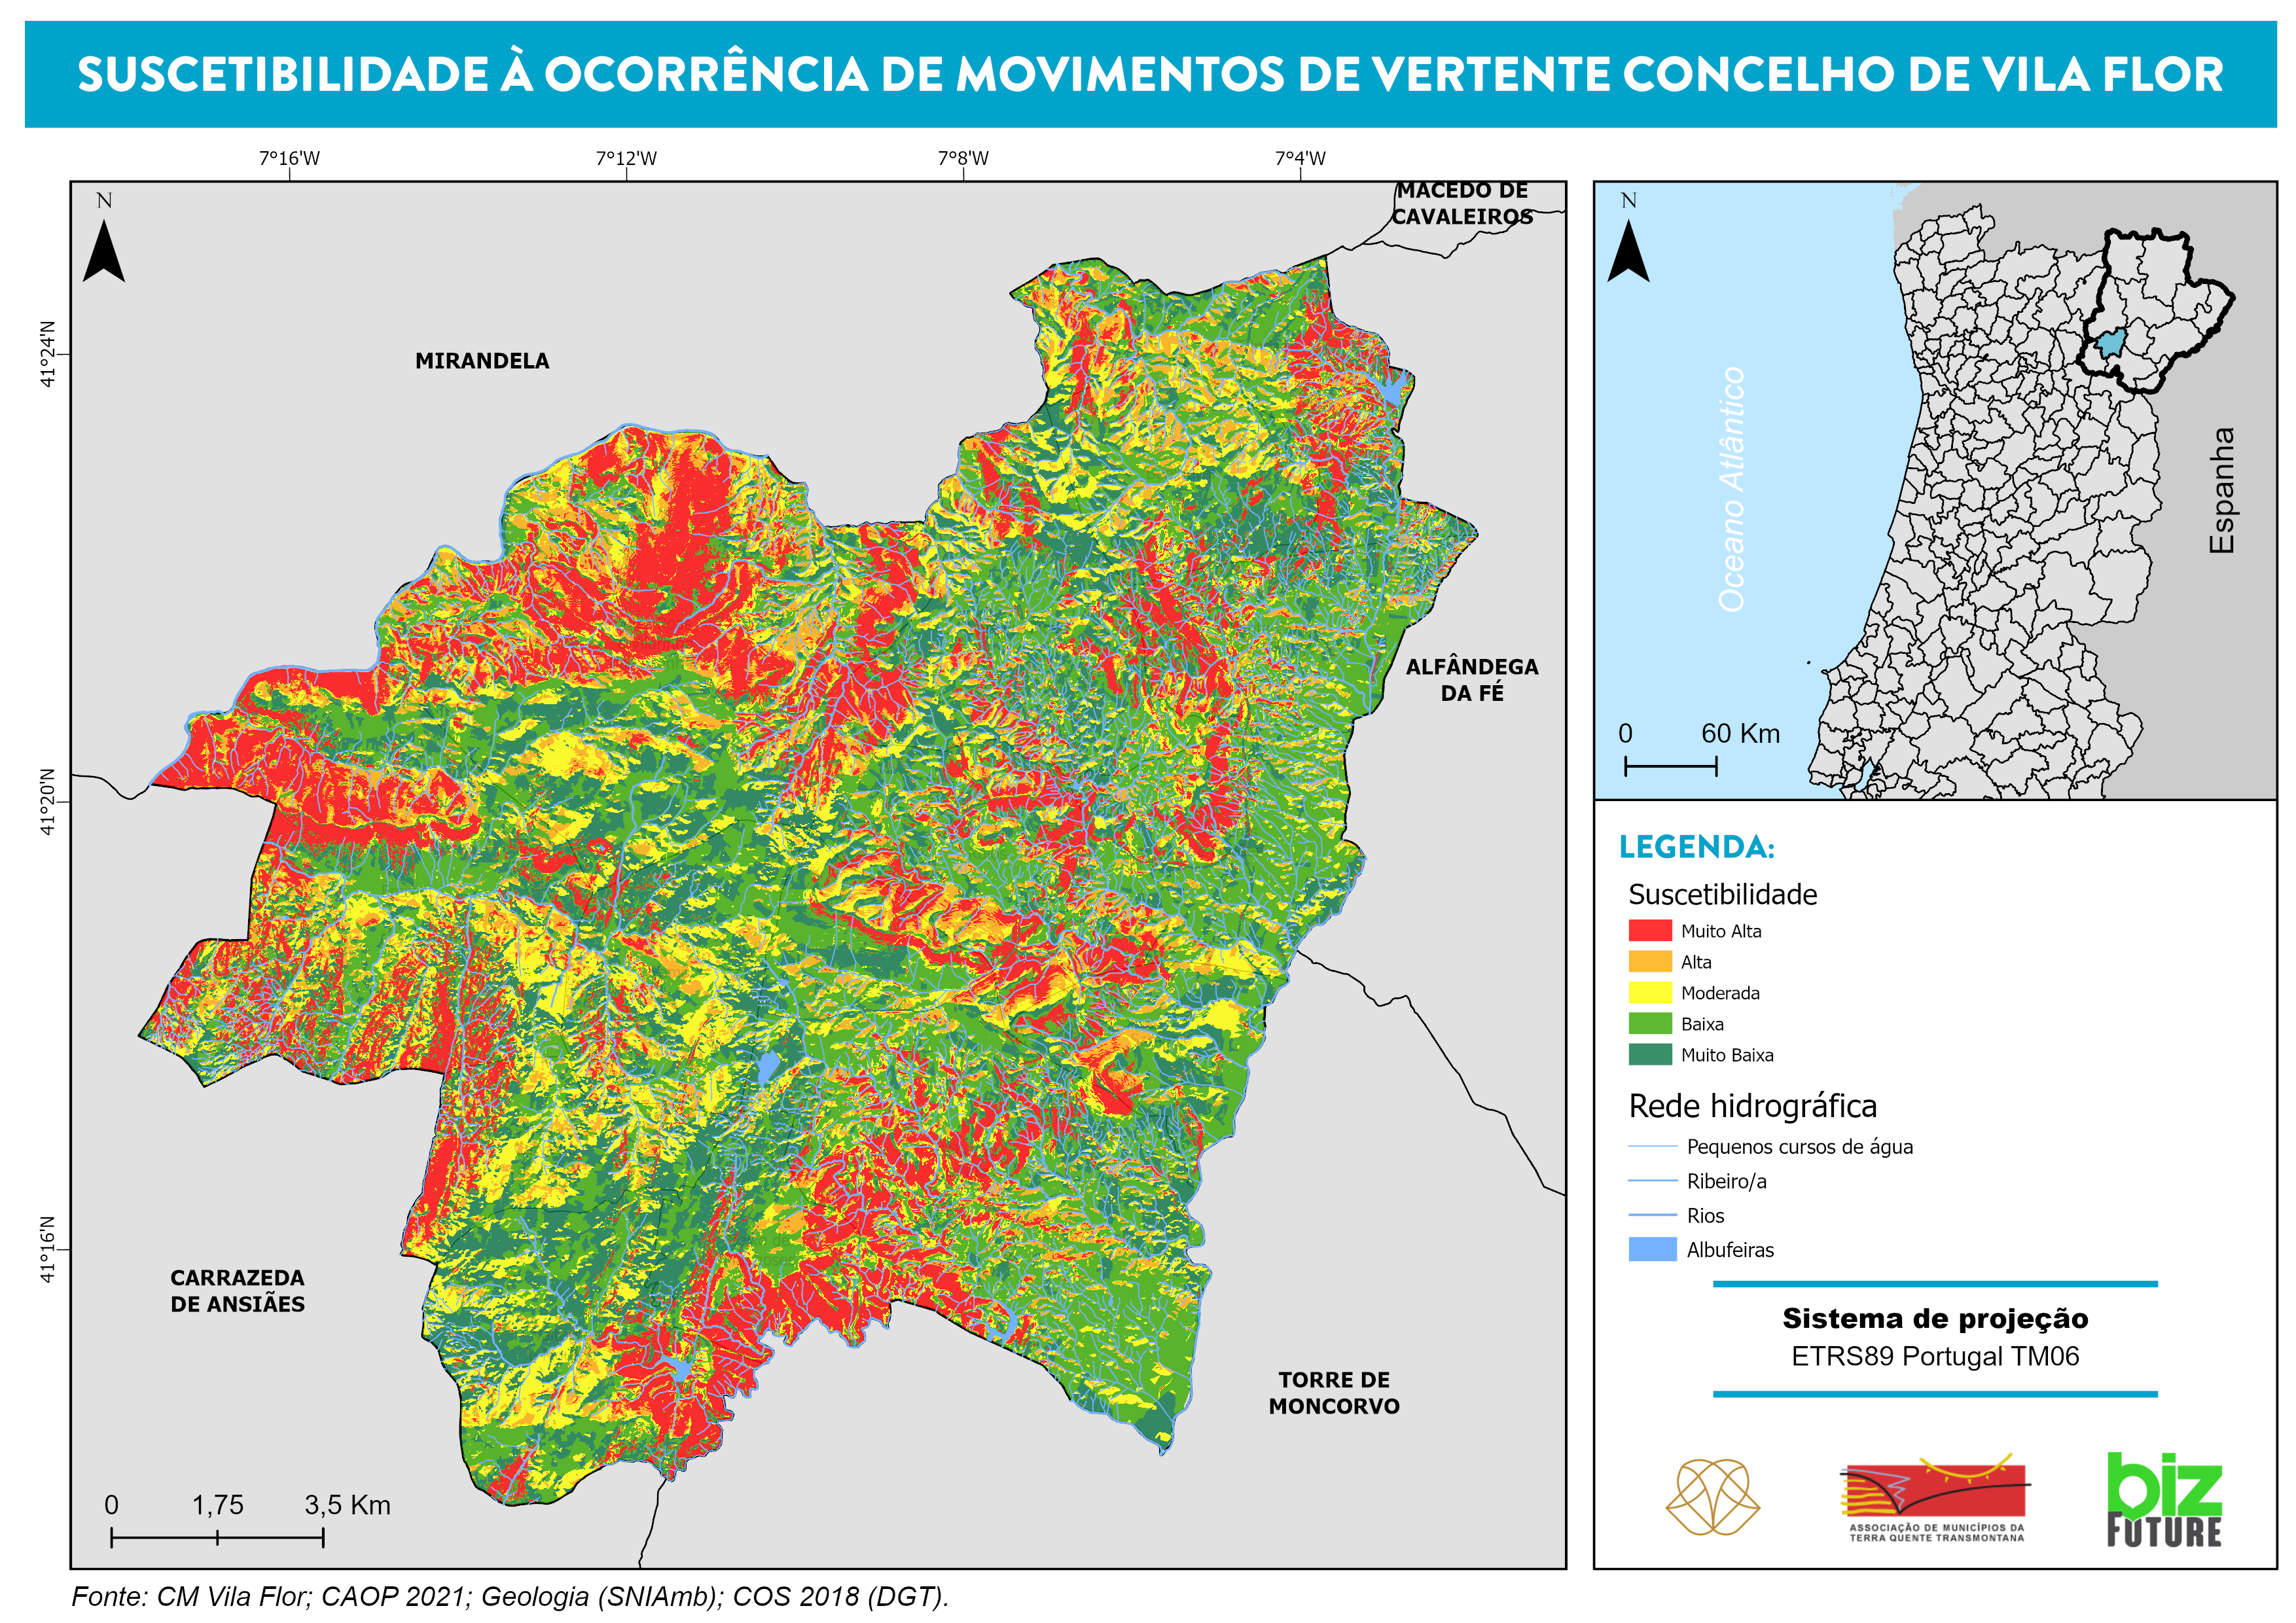 SUSCETIBILIDADE À OCORRÊNCIA DE MOVIMENTOS DE VERTENTE CONCELHO DE VILA FLOR
7°16'W
7°12'W
7°8'W
7°4'W
N
MACEDO DE
CAVALEIROS
41°24'N
MIRANDELA
ALFÂNDEGA
DA FÉ
41°20'N
41°16'N
CARRAZEDA
DE ANSIÃES
TORRE DE
MONCORVO
0 1,75 3,5 Km
N
Oceano Atlântico
Espanha
0 60 Km
LEGENDA:
Suscetibilidade
Muito Alta
Alta
Moderada
Baixa
Muito Baixa
Rede hidrográfica
Pequenos cursos de água
Ribeiro/a
Rios
Albufeiras
Sistema de projeção
ETRS89 Portugal TM06
ASSOCIAÇÃO DE MUNICÍPIOS DA
TERRA QUENTE TRANSMONTANA
biz
FUTURE
Fonte: CM Vila Flor; CAOP 2021; Geologia (SNIAmb); COS 2018 (DGT).